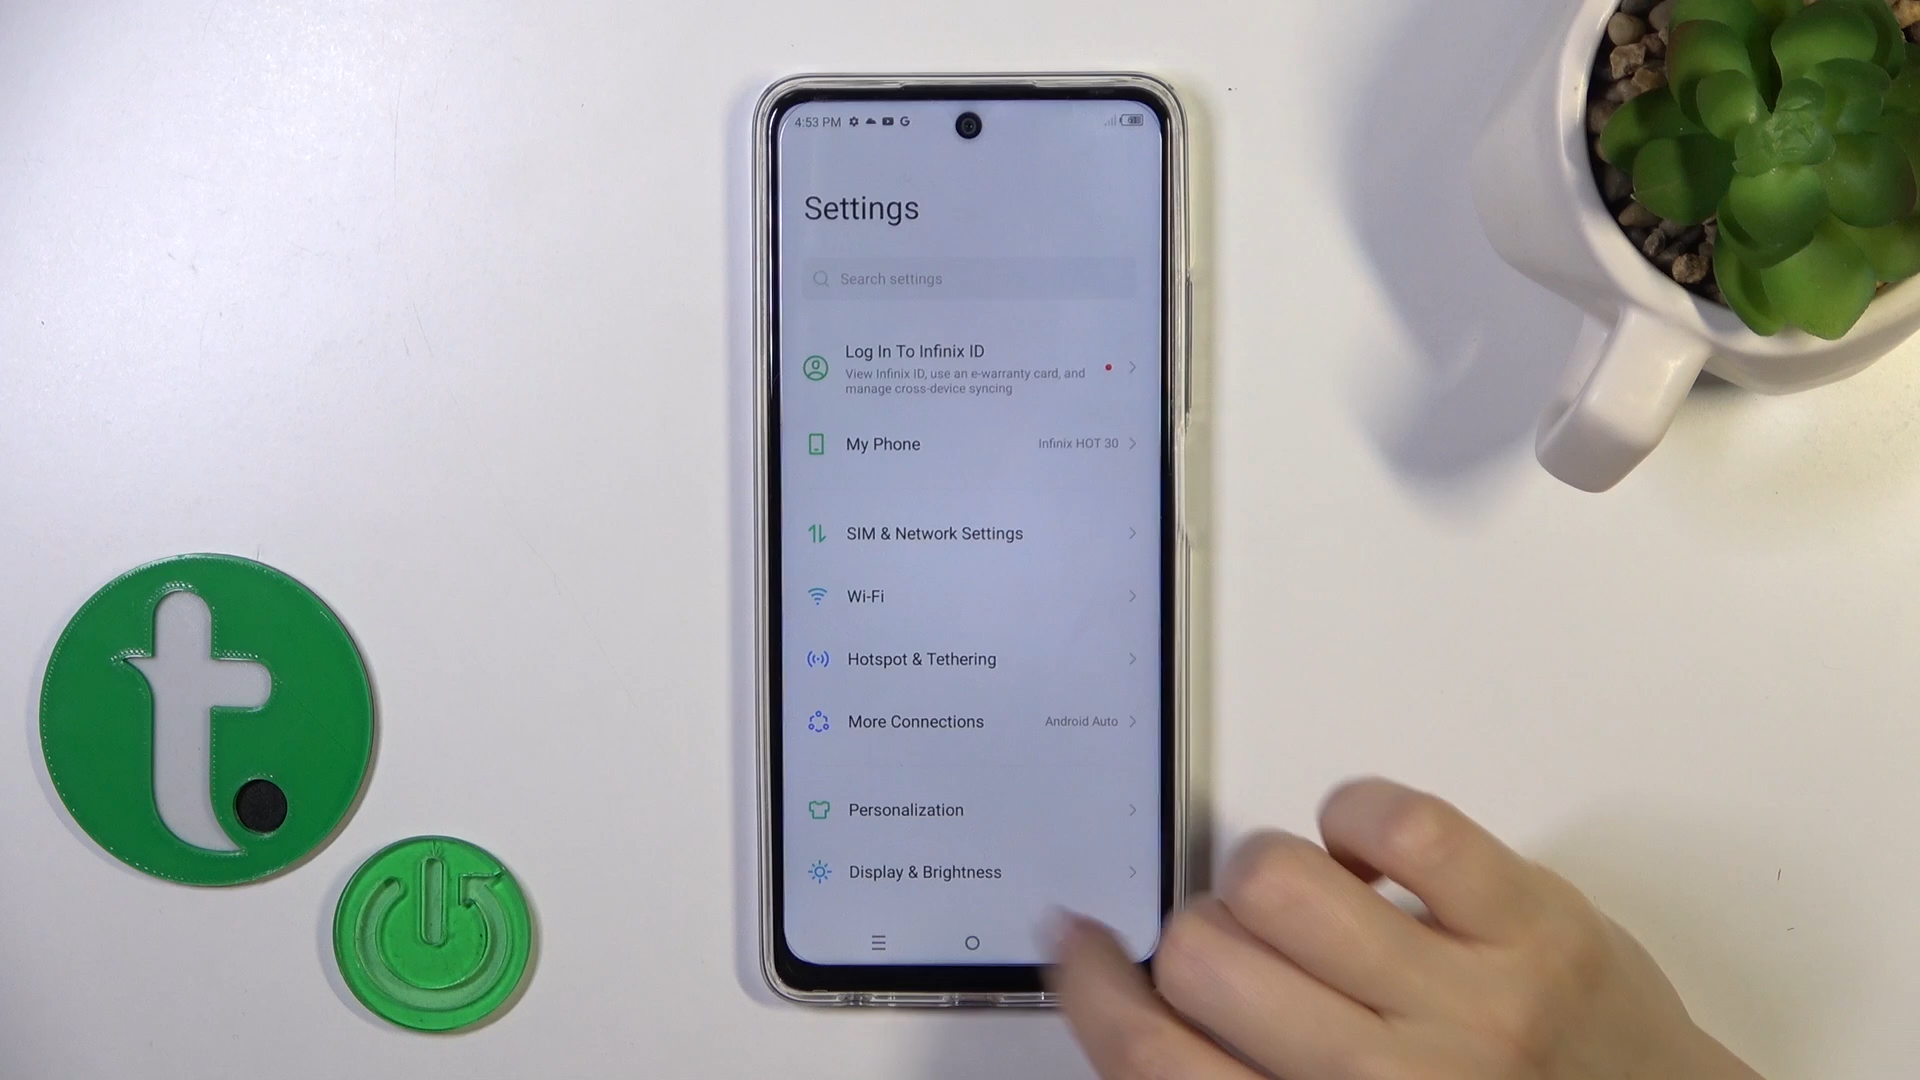 4:53 PM
Settings
Search settings
Log In To Infinix ID
View Infinix ID, use an e-warranty card, and
manage cross-device syncing
My Phone
Infinix HOT 30
SIM & Network Settings
Wi-Fi
Hotspot & Tethering
More Connections
Android Auto
Personalization
Display & Brightness
t.